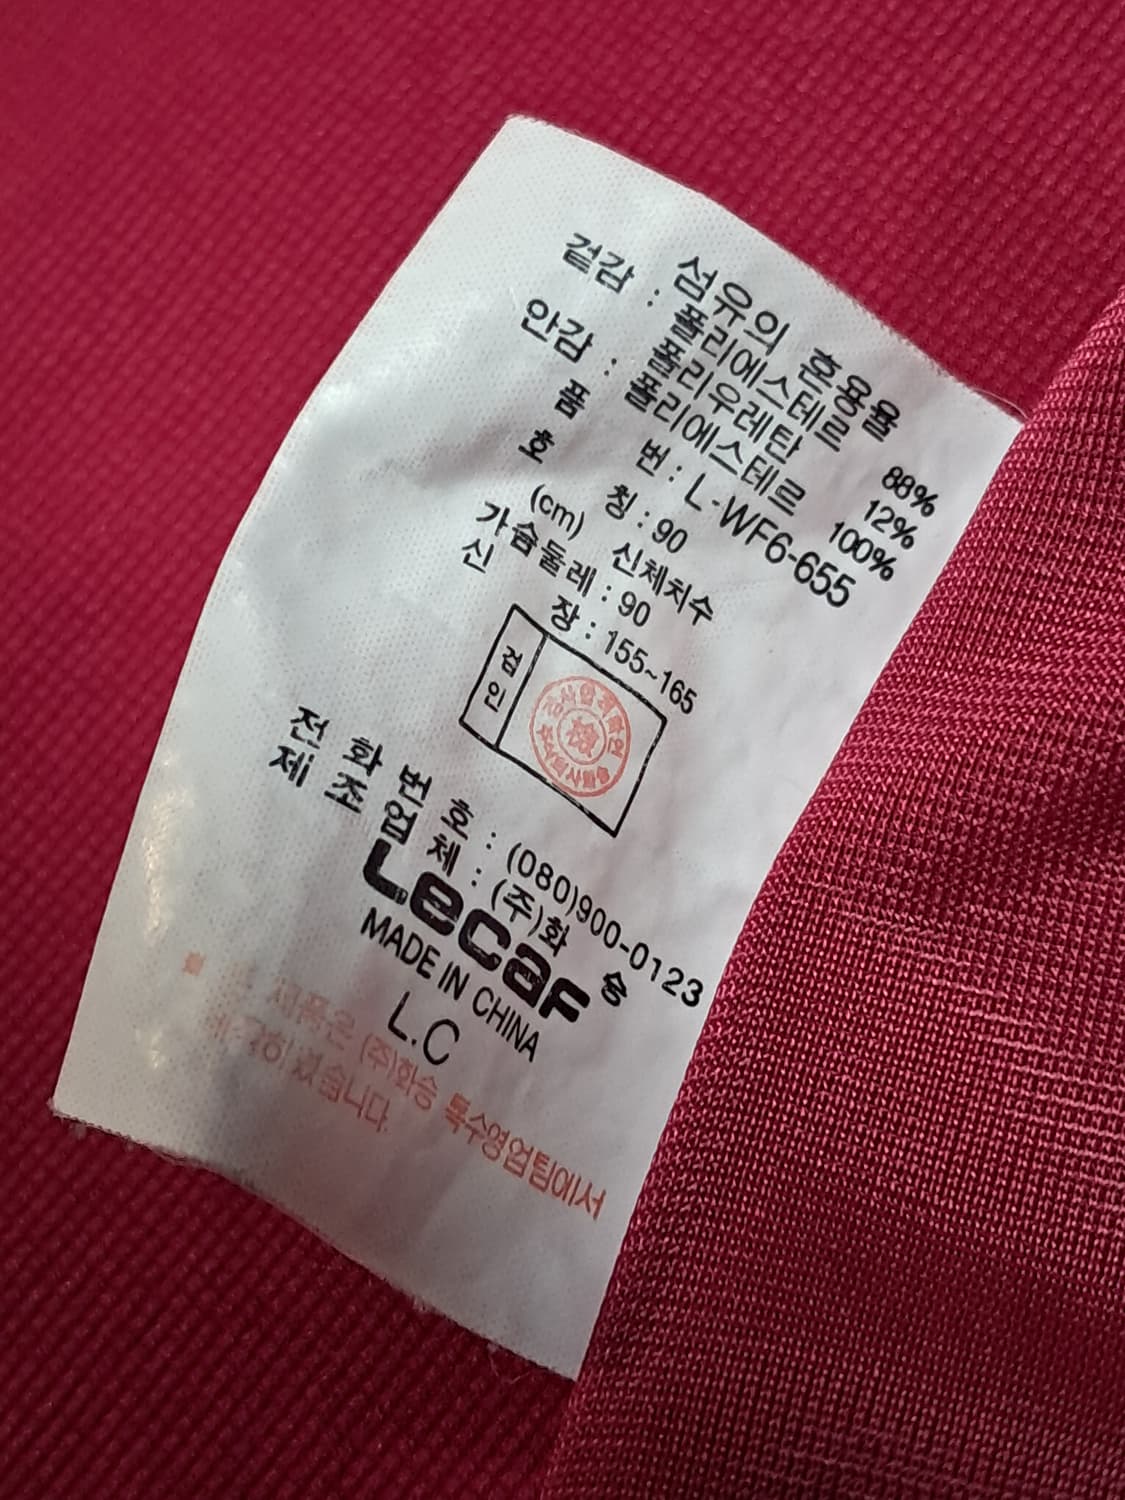 섬유의 혼용율
겉감 : 폴리에스테르 88%
폴리우레탄 12%
안감 : 폴리에스테르 100%
품 번 : L-WF6-655
호 칭 : 90
(cm) 신체치수
가슴둘레 : 90
신 장 : 155~165
검인
檢
전 화 번 호 : (080)900-0123
제 조 업 체 : (주)화 승
Lecaf
MADE IN CHINA
L.C
제품은 (주)화승 특수영업팀에서
하겠습니다.